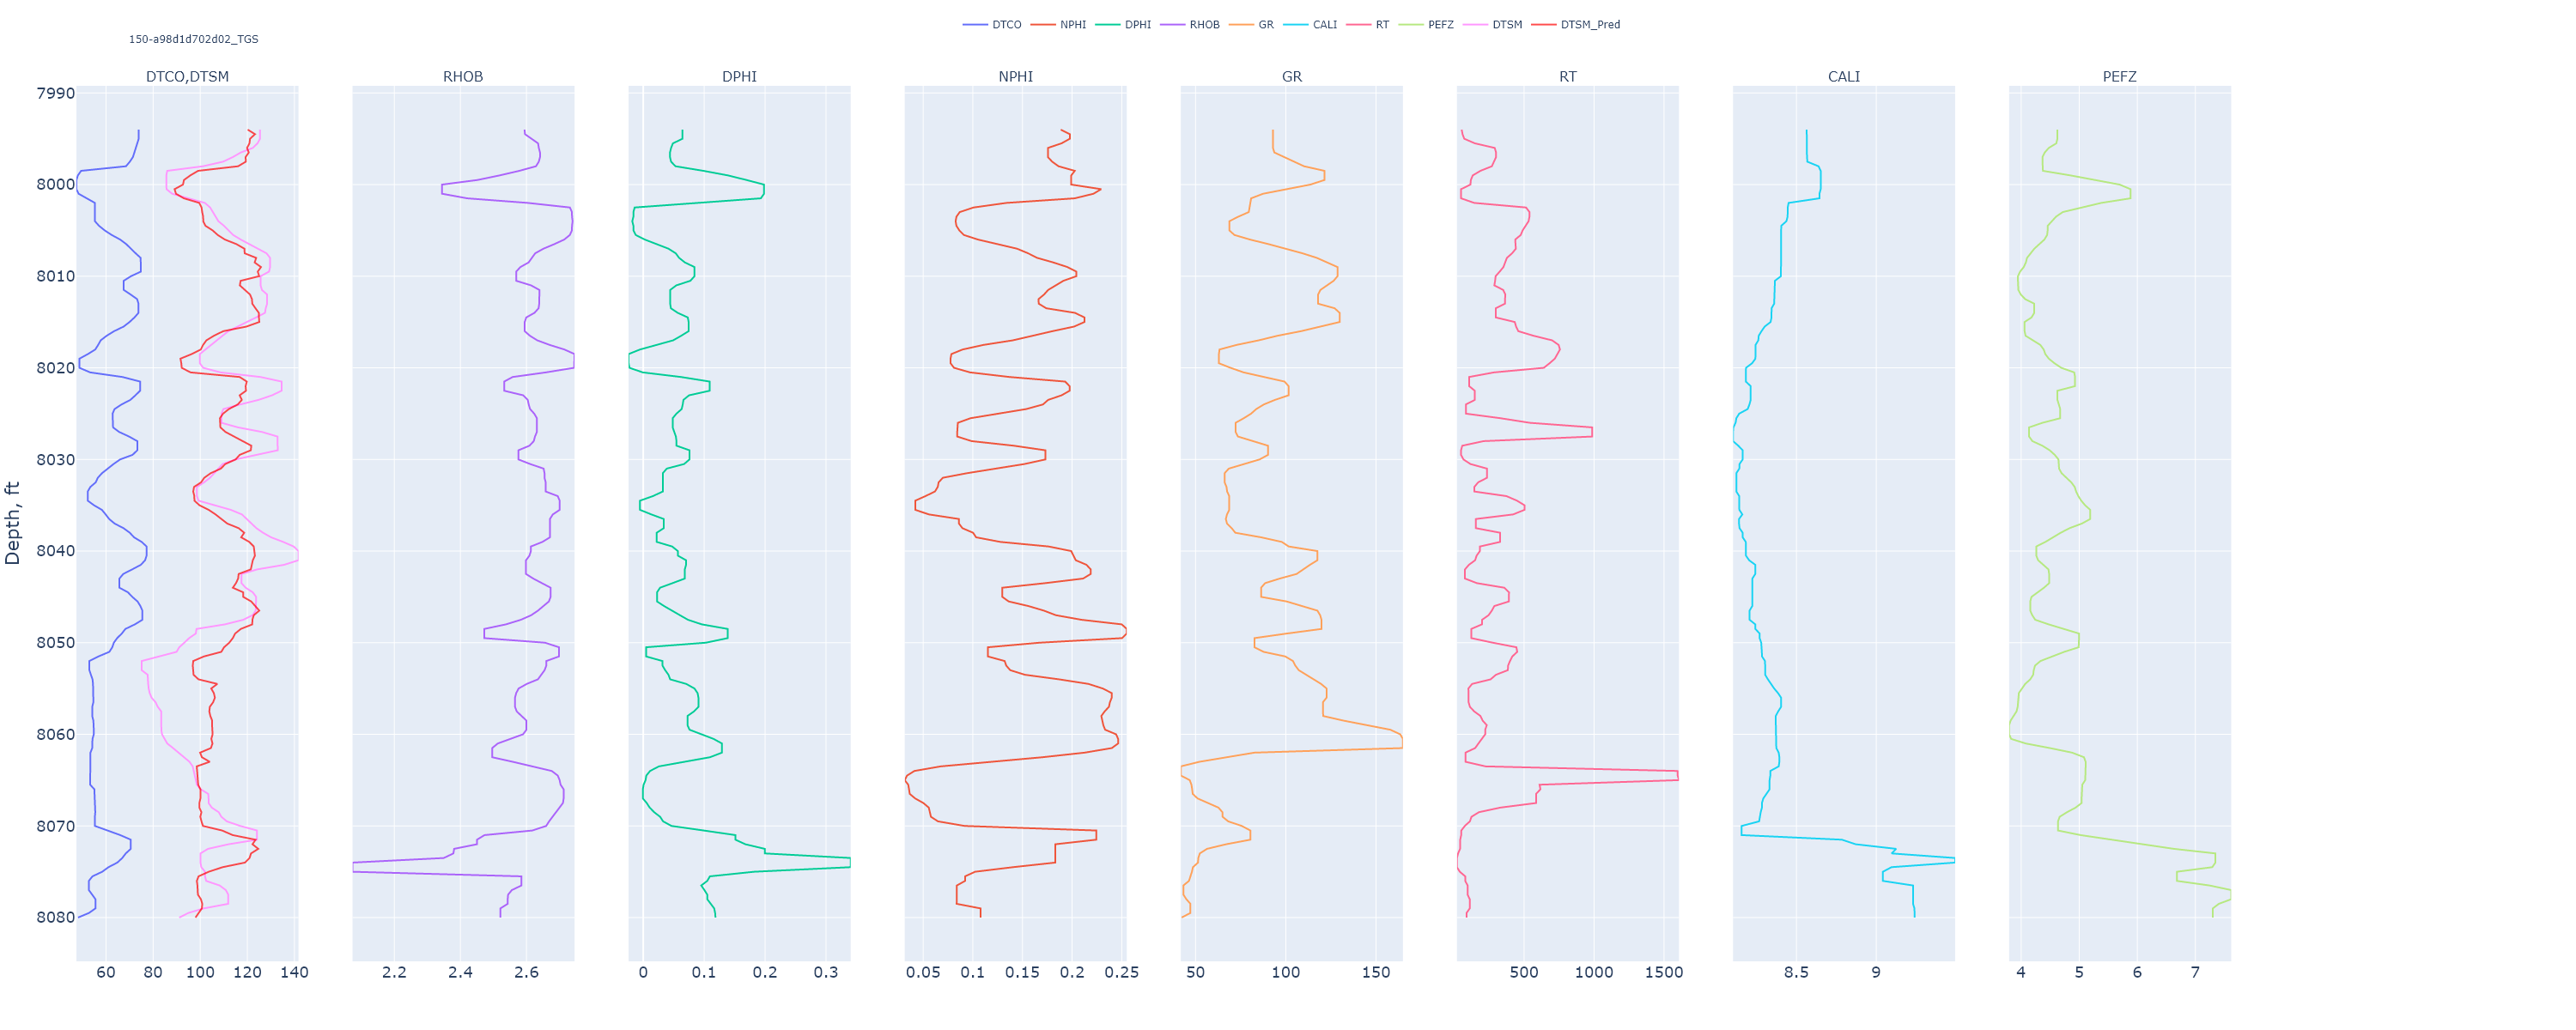 DTCO NPHI DPHI RHOB GR CALI RT PEFZ DTSM DTSM_Pred
150-a98d1d702d02_TGS
DTCO,DTSM RHOB DPHI NPHI GR RT CALI PEFZ
7990
8000
8010
8020
8030
8040
8050
8060
8070
8080
Depth, ft
60 80 100 120 140 2.2 2.4 2.6 0 0.1 0.2 0.3 0.05 0.1 0.15 0.2 0.25 50 100 150 500 1000 1500 8.5 9 4 5 6 7